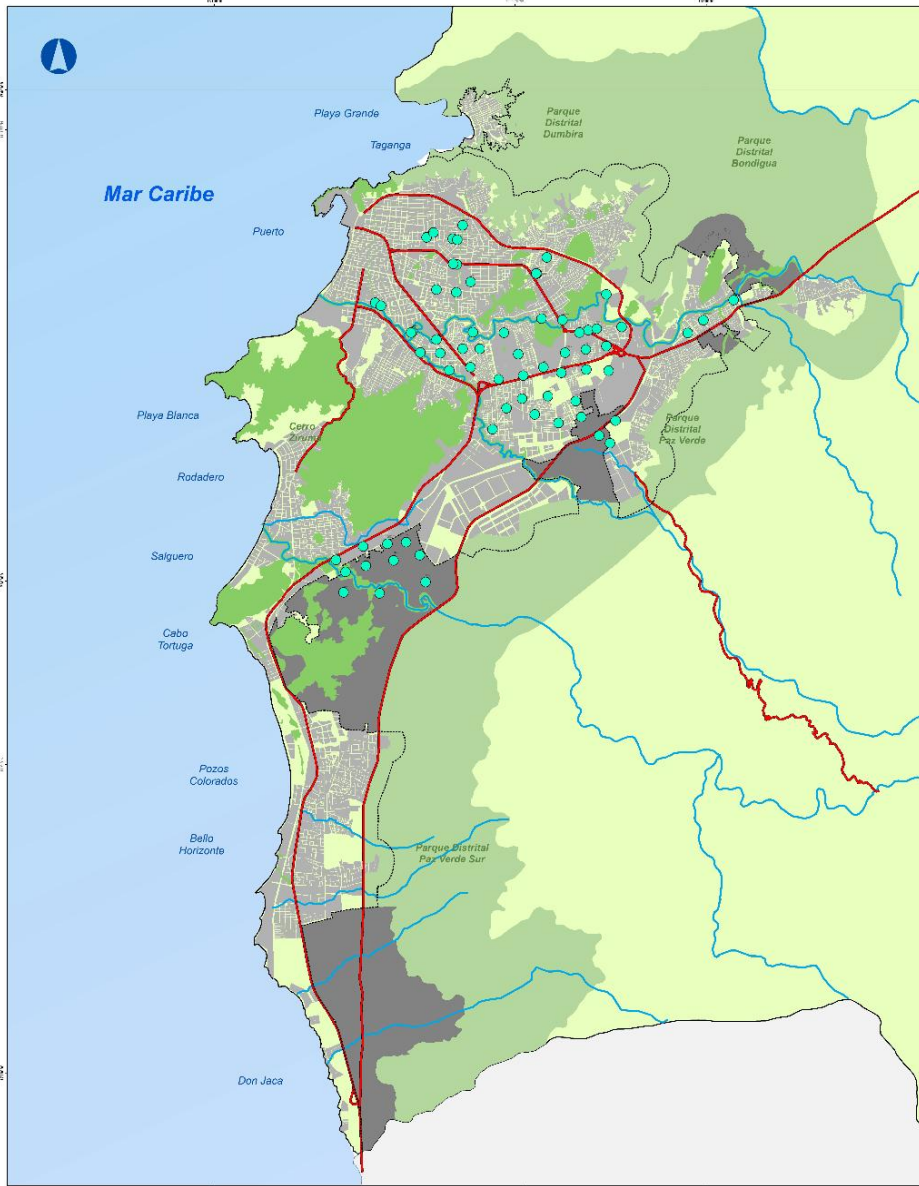 Playa Grande
Parque
Distrital
Dumbira
Taganga
Parque
Distrital
Bondigua
Mar Caribe
Puerto
Playa Blanca
Cerro
Ziruma
Parque
Distrital
Paz Verde
Rodadero
Salguero
Cabo
Tortuga
Pozos
Colorados
Bello
Horizonte
Parque Distrital
Paz Verde Sur
Don Jaca